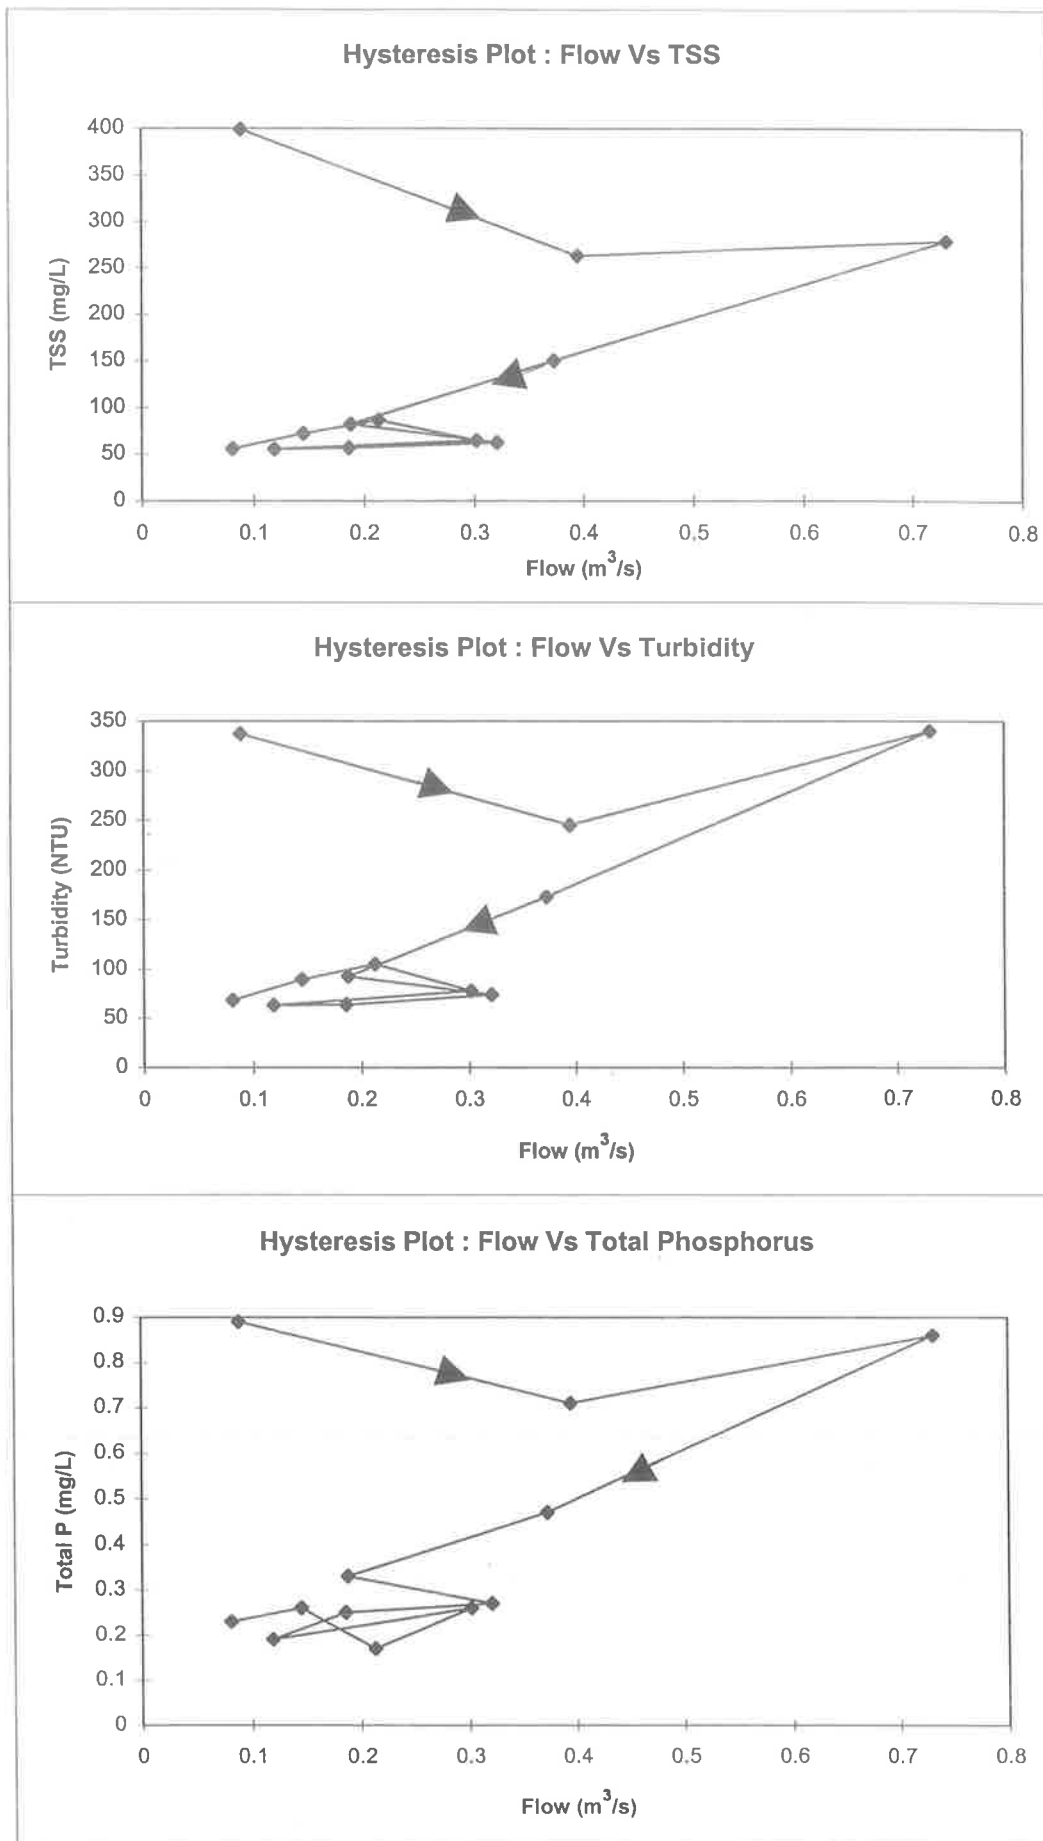 Hysteresis Plot : Flow Vs TSS
400
350
300
250
200
150
100
50
0
TSS (mg/L)
0 0.1 0.2 0.3 0.4 0.5 0.6 0.7 0.8
Flow (m³/s)
Hysteresis Plot : Flow Vs Turbidity
350
300
250
200
150
100
50
0
Turbidity (NTU)
0 0.1 0.2 0.3 0.4 0.5 0.6 0.7 0.8
Flow (m³/s)
Hysteresis Plot : Flow Vs Total Phosphorus
0.9
0.8
0.7
0.6
0.5
0.4
0.3
0.2
0.1
0
Total P (mg/L)
0 0.1 0.2 0.3 0.4 0.5 0.6 0.7 0.8
Flow (m³/s)